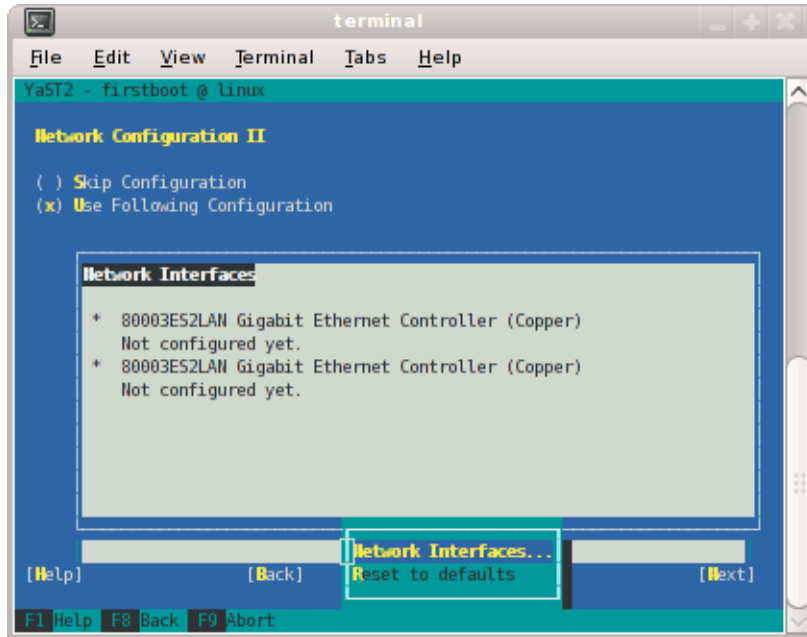 terminal
File Edit View Terminal Tabs Help
YaST2 - firstboot @ linux
Network Configuration II
( ) Skip Configuration
(x) Use Following Configuration
Network Interfaces
* 80003ES2LAN Gigabit Ethernet Controller (Copper)
Not configured yet.
* 80003ES2LAN Gigabit Ethernet Controller (Copper)
Not configured yet.
Network Interfaces...
[Help] [Back] Reset to defaults [Next]
F1 Help F8 Back F9 Abort